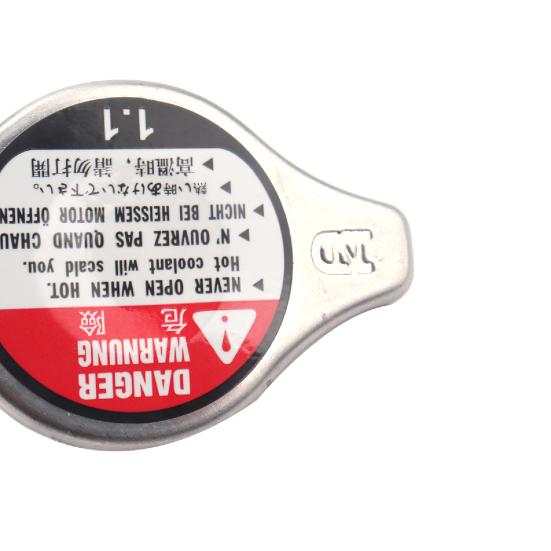 DANGER
WARNUNG
危 險
NEVER OPEN WHEN HOT.
Hot coolant will scald you.
N' OUVREZ PAS QUAND CHAU
NICHT BEI HEISSEM MOTOR ÖFFNEN
熱い時あけないで下さい。
高溫時，請勿打開
1.1